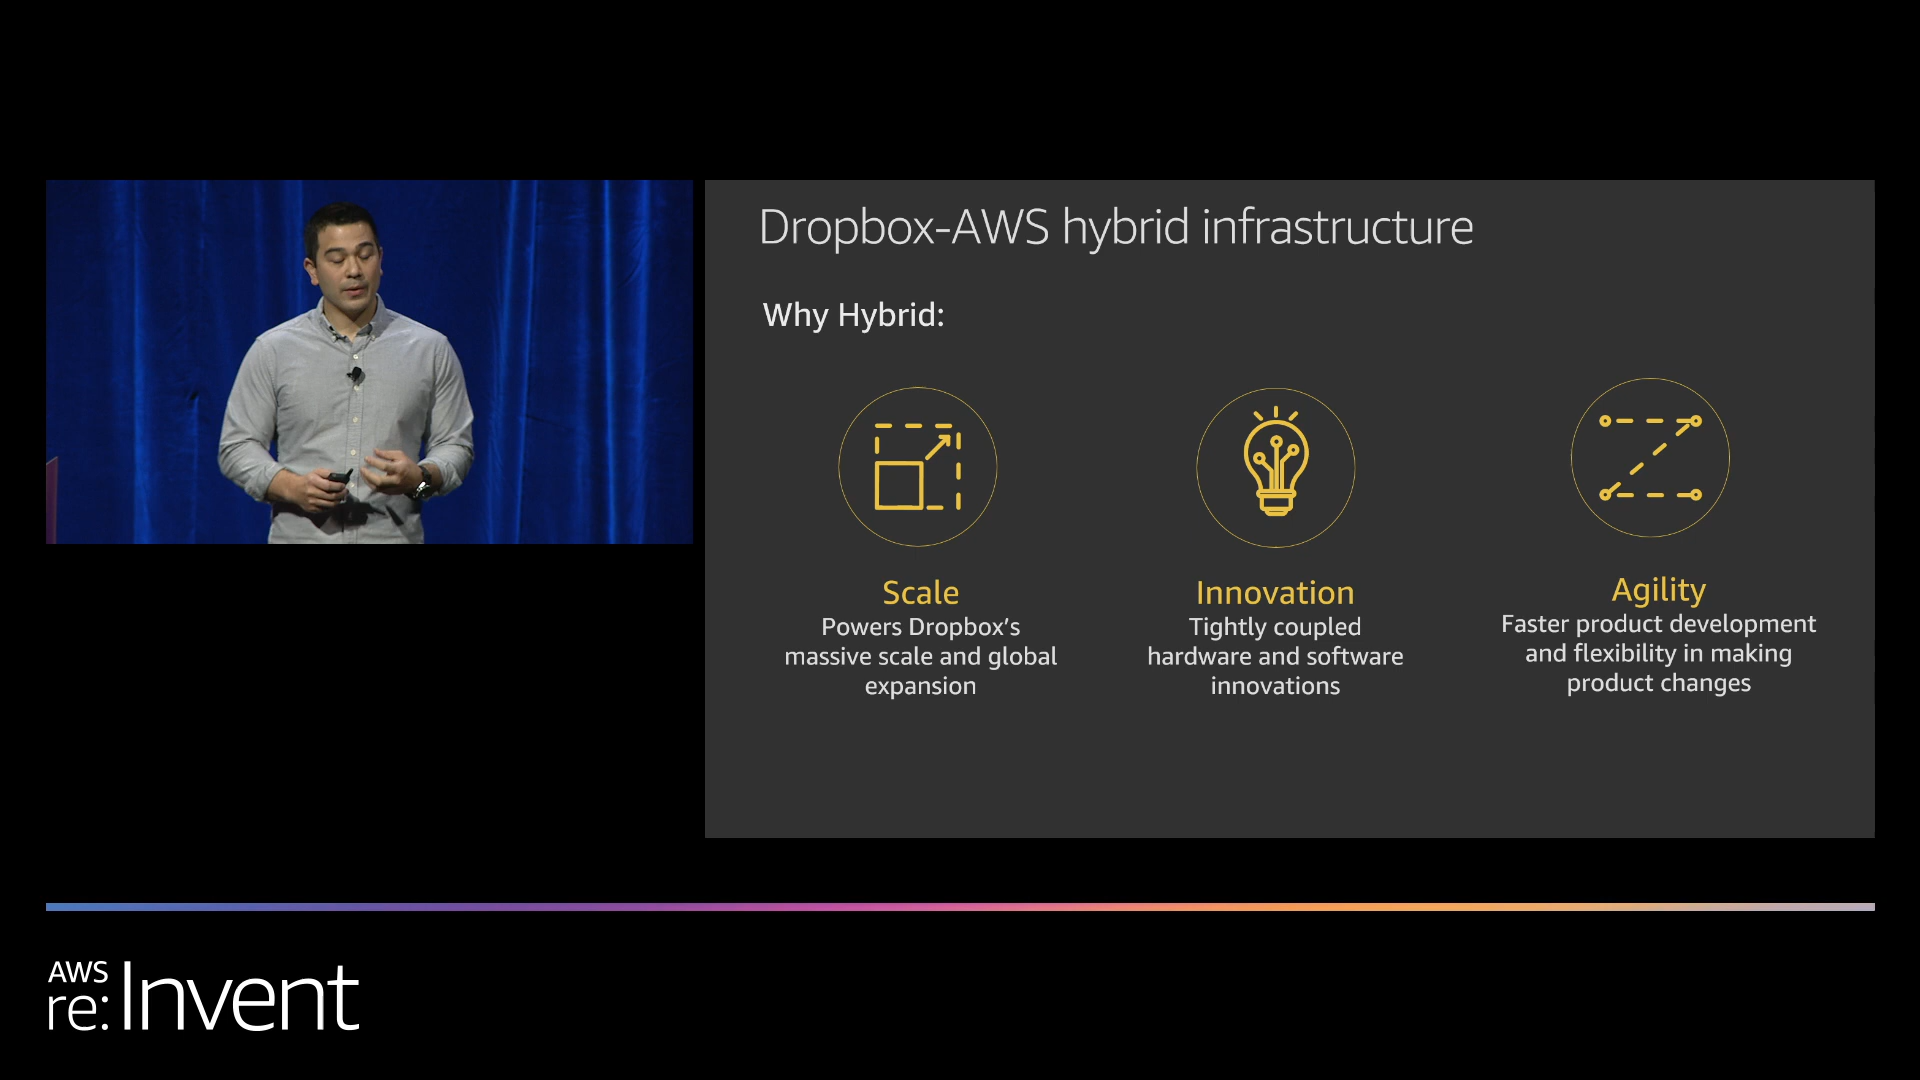 Dropbox-AWS hybrid infrastructure
Why Hybrid:
Scale
Powers Dropbox’s
massive scale and global
expansion
Innovation
Tightly coupled
hardware and software
innovations
Agility
Faster product development
and flexibility in making
product changes
AWS
re:Invent